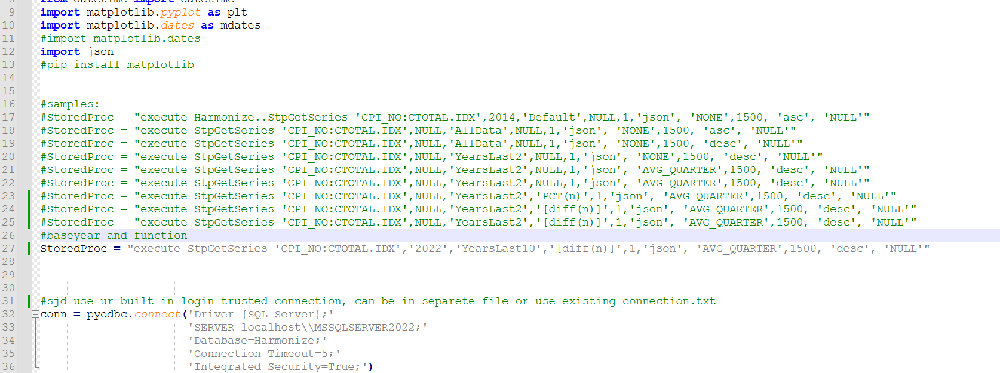 8 from datetime import datetime
9 import matplotlib.pyplot as plt
10 import matplotlib.dates as mdates
11 #import matplotlib.dates
12 import json
13 #pip install matplotlib
14
15
16 #samples:
17 #StoredProc = "execute Harmonize..StpGetSeries 'CPI_NO:CTOTAL.IDX',2014,'Default',NULL,1,'json', 'NONE',1500, 'asc', 'NULL'"
18 #StoredProc = "execute StpGetSeries 'CPI_NO:CTOTAL.IDX',NULL,'AllData',NULL,1,'json', 'NONE',1500, 'asc', 'NULL'"
19 #StoredProc = "execute StpGetSeries 'CPI_NO:CTOTAL.IDX',NULL,'AllData',NULL,1,'json', 'NONE',1500, 'desc', 'NULL'"
20 #StoredProc = "execute StpGetSeries 'CPI_NO:CTOTAL.IDX',NULL,'YearsLast2',NULL,1,'json', 'NONE',1500, 'desc', 'NULL'"
21 #StoredProc = "execute StpGetSeries 'CPI_NO:CTOTAL.IDX',NULL,'YearsLast2',NULL,1,'json', 'AVG_QUARTER',1500, 'desc', 'NULL'"
22 #StoredProc = "execute StpGetSeries 'CPI_NO:CTOTAL.IDX',NULL,'YearsLast2',NULL,1,'json', 'AVG_QUARTER',1500, 'desc', 'NULL'"
23 #StoredProc = "execute StpGetSeries 'CPI_NO:CTOTAL.IDX',NULL,'YearsLast2','PCT(n)',1,'json', 'AVG_QUARTER',1500, 'desc', 'NULL'"
24 #StoredProc = "execute StpGetSeries 'CPI_NO:CTOTAL.IDX',NULL,'YearsLast2','[diff(n)]',1,'json', 'AVG_QUARTER',1500, 'desc', 'NULL'"
25 #StoredProc = "execute StpGetSeries 'CPI_NO:CTOTAL.IDX',NULL,'YearsLast2','[diff(n)]',1,'json', 'AVG_QUARTER',1500, 'desc', 'NULL'"
26 #baseyear and function
27 StoredProc = "execute StpGetSeries 'CPI_NO:CTOTAL.IDX','2022','YearsLast10','[diff(n)]',1,'json', 'AVG_QUARTER',1500, 'desc', 'NULL'"
28
29
30
31 #sjd use ur built in login trusted connection, can be in separete file or use existing connection.txt
32 conn = pyodbc.connect('Driver={SQL Server};'
33 'SERVER=localhost\\MSSQLSERVER2022;'
34 'Database=Harmonize;'
35 'Connection Timeout=5;'
36 'Integrated Security=True;')